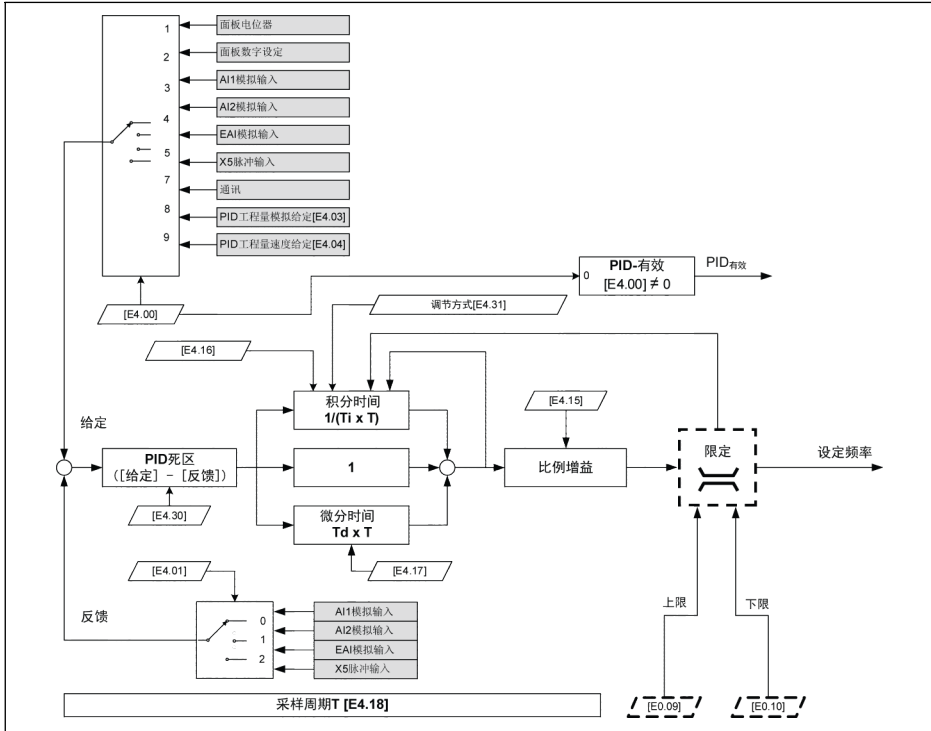 1 面板电位器
2 面板数字设定
3 AI1模拟输入
4 AI2模拟输入
EAI模拟输入
5 X5脉冲输入
7 通讯
8 PID工程量模拟给定[E4.03]
9 PID工程量速度给定[E4.04]
[E4.00]
0 PID-有效
[E4.00] ≠ 0
PID有效
调节方式[E4.31]
[E4.16]
积分时间
1/(Ti x T)
[E4.15]
给定
PID死区
([给定] - [反馈])
1
比例增益
限定
设定频率
[E4.30]
微分时间
Td x T
[E4.17]
[E4.01]
反馈
0
1
2
AI1模拟输入
AI2模拟输入
EAI模拟输入
X5脉冲输入
上限
下限
采样周期T [E4.18]
[E0.09]
[E0.10]